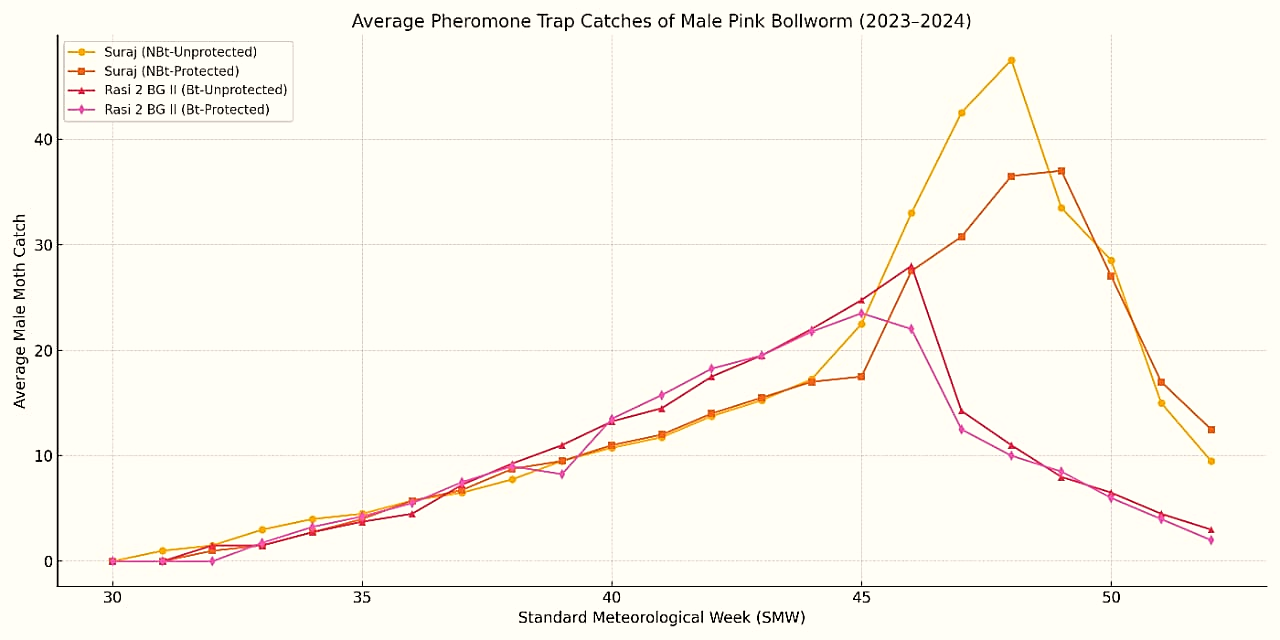 Average Pheromone Trap Catches of Male Pink Bollworm (2023–2024)
Suraj (NBt-Unprotected)
Suraj (NBt-Protected)
Rasi 2 BG II (Bt-Unprotected)
Rasi 2 BG II (Bt-Protected)
Average Male Moth Catch
40
30
20
10
0
30 35 40 45 50
Standard Meteorological Week (SMW)